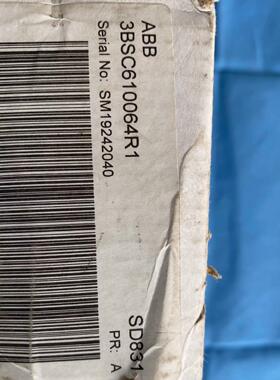 ABB
3BSC610064R1
Serial No: SM19242040
SD831
PR: A